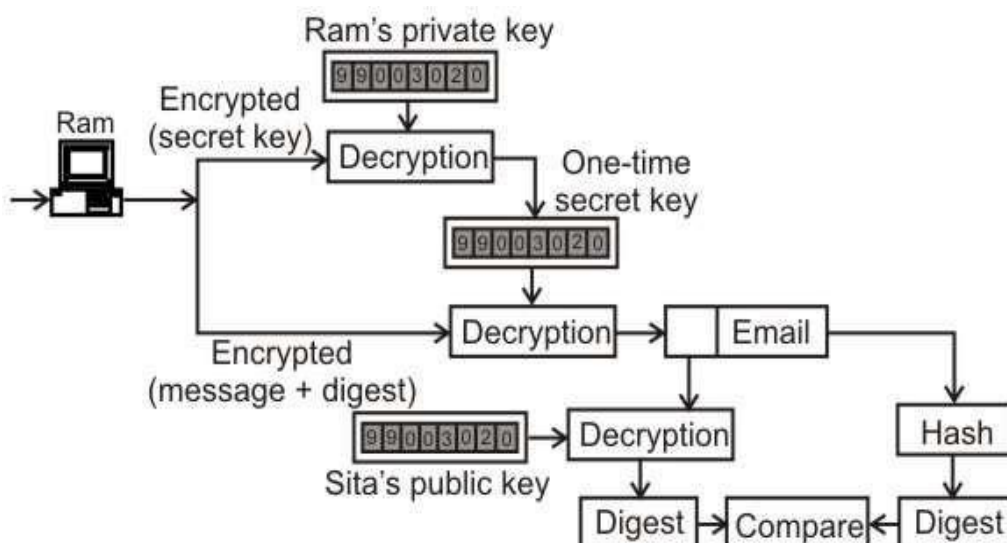 Ram's private key
99003020
Encrypted
(secret key)
Ram
Decryption
One-time
secret key
99003020
Decryption
Email
Encrypted
(message + digest)
99003020
Sita's public key
Decryption
Hash
Digest
Compare
Digest